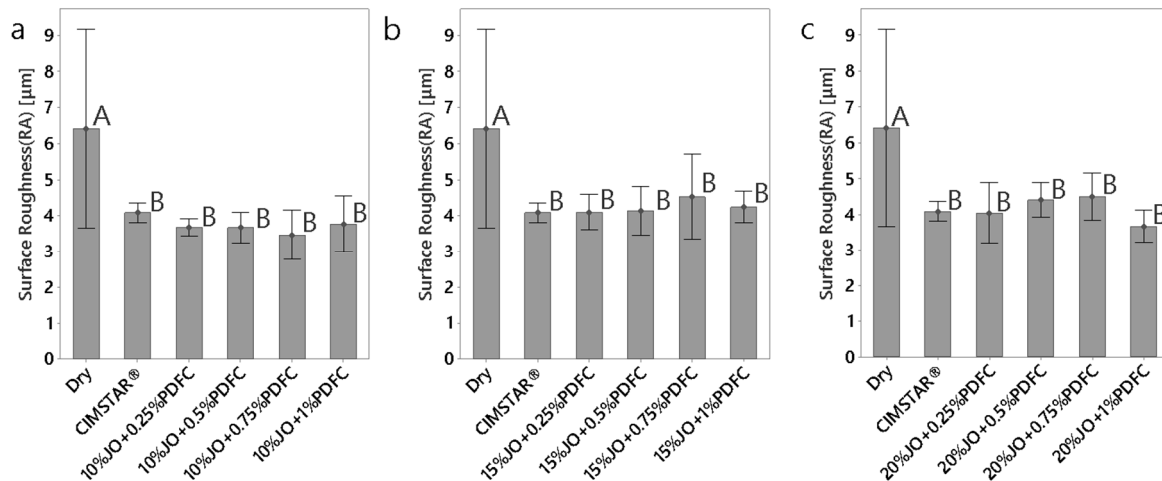 a
Surface Roughness(RA) [µm]
9
8
7
6
5
4
3
2
1
0
A
B
B
B
B
B
Dry
CIMSTAR®
10%JO+0.25%PDFC
10%JO+0.5%PDFC
10%JO+0.75%PDFC
10%JO+1%PDFC
b
Surface Roughness(RA) [µm]
9
8
7
6
5
4
3
2
1
0
A
B
B
B
B
B
Dry
CIMSTAR®
15%JO+0.25%PDFC
15%JO+0.5%PDFC
15%JO+0.75%PDFC
15%JO+1%PDFC
c
Surface Roughness(RA) [µm]
9
8
7
6
5
4
3
2
1
0
A
B
B
B
B
B
Dry
CIMSTAR®
20%JO+0.25%PDFC
20%JO+0.5%PDFC
20%JO+0.75%PDFC
20%JO+1%PDFC